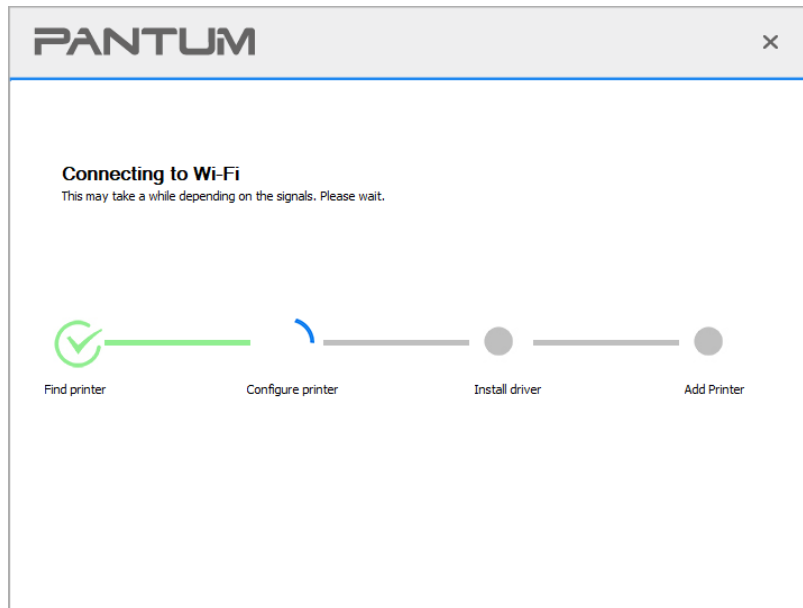 PANTUM
Connecting to Wi-Fi
This may take a while depending on the signals. Please wait.
Find printer
Configure printer
Install driver
Add Printer